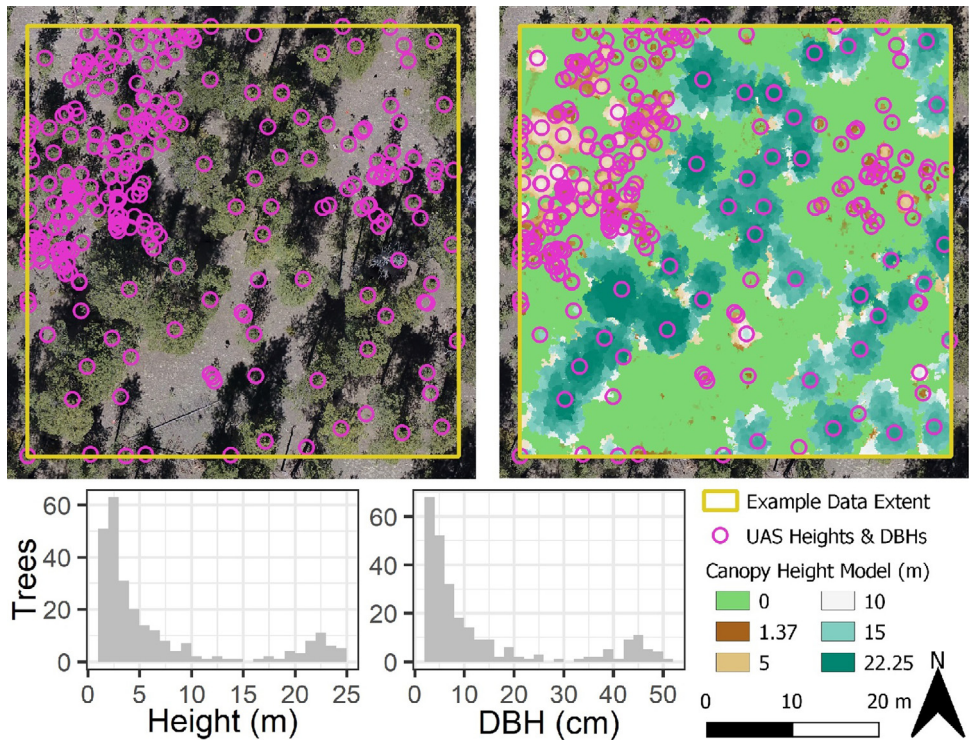 60
40
20
0
Trees
0 5 10 15 20 25
Height (m)
60
40
20
0
0 10 20 30 40 50
DBH (cm)
Example Data Extent
UAS Heights & DBHs
Canopy Height Model (m)
0 10
1.37 15
5 22.25
N
0 10 20 m